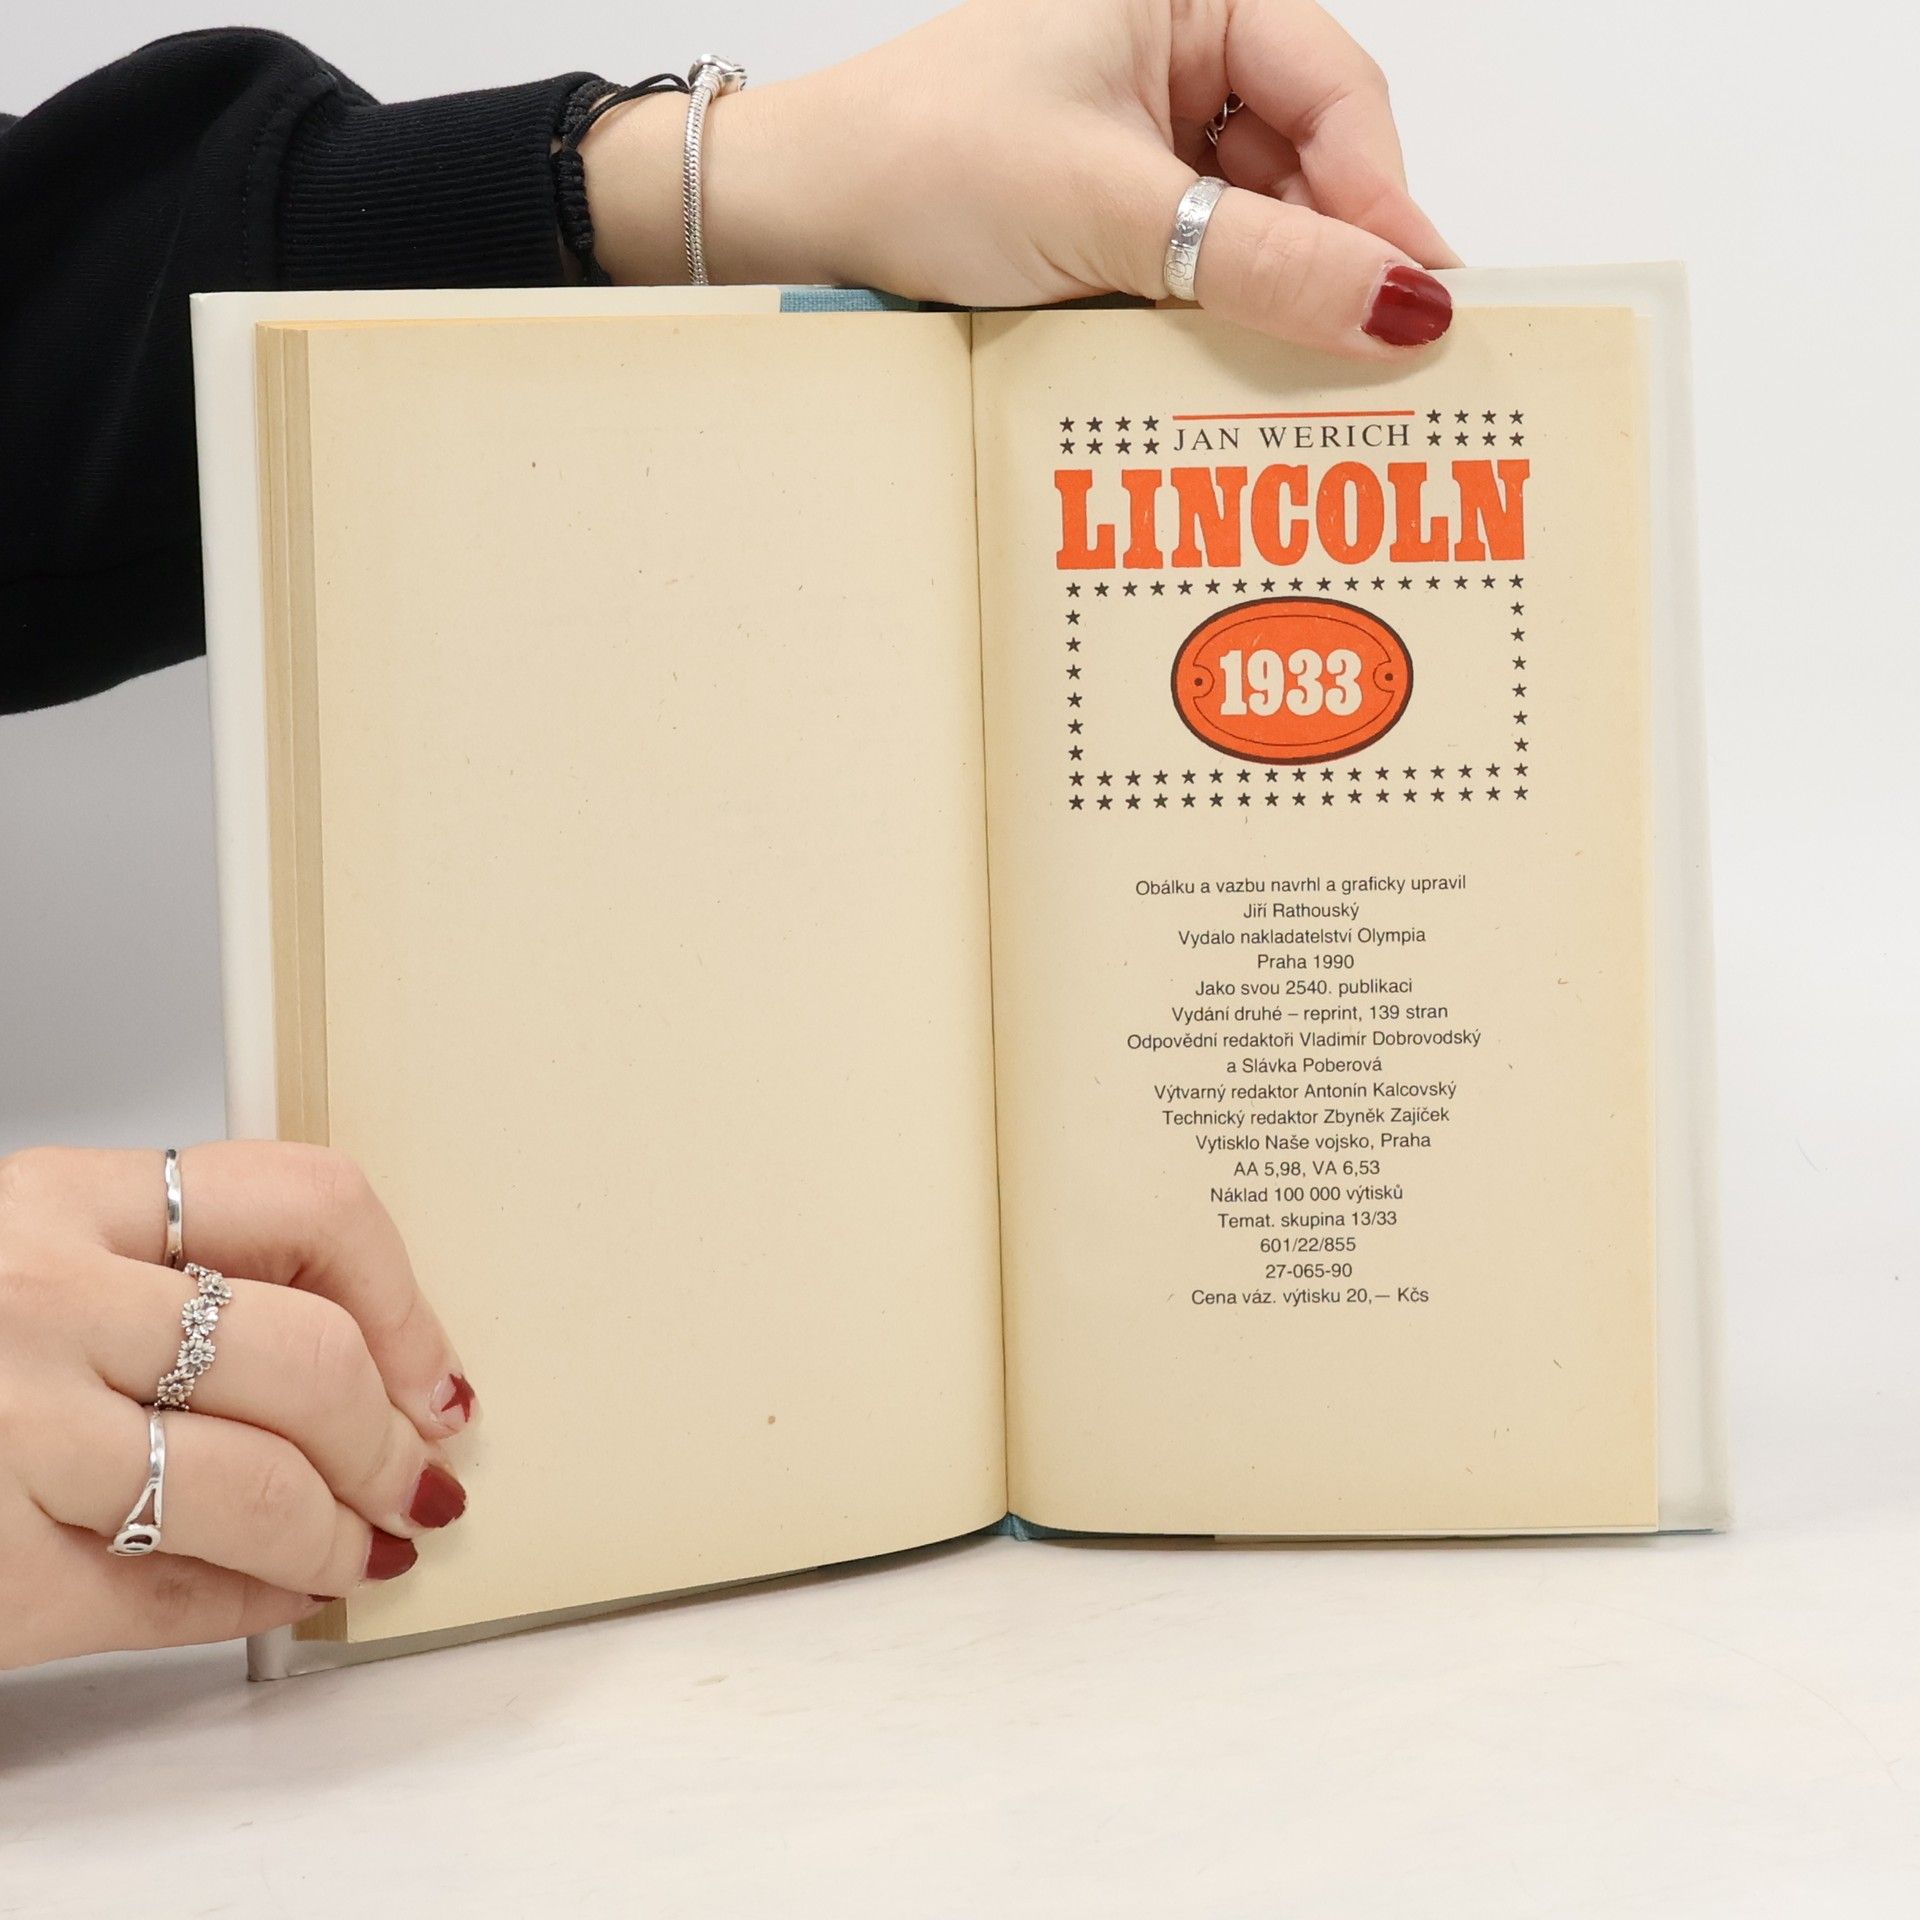 JAN WERICH
LINCOLN
1933
Obálku a vazbu navrhl a graficky upravil
Jiří Rathouský
Vydalo nakladatelství Olympia
Praha 1990
Jako svou 2540. publikaci
Vydání druhé – reprint, 139 stran
Odpovědní redaktoři Vladimír Dobrovodský
a Slávka Poberová
Výtvarný redaktor Antonín Kalcovský
Technický redaktor Zbyněk Zajíček
Vytisklo Naše vojsko, Praha
AA 5,98, VA 6,53
Náklad 100 000 výtisků
Temat. skupina 13/33
601/22/855
27-065-90
Cena váz. výtisku 20,— Kčs